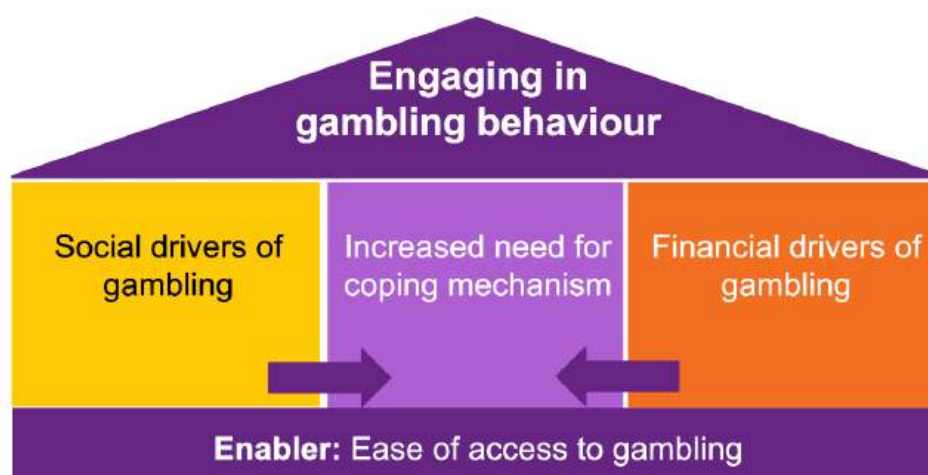 Engaging in
gambling behaviour
Social drivers of
gambling
Increased need for
coping mechanism
Financial drivers of
gambling
Enabler: Ease of access to gambling